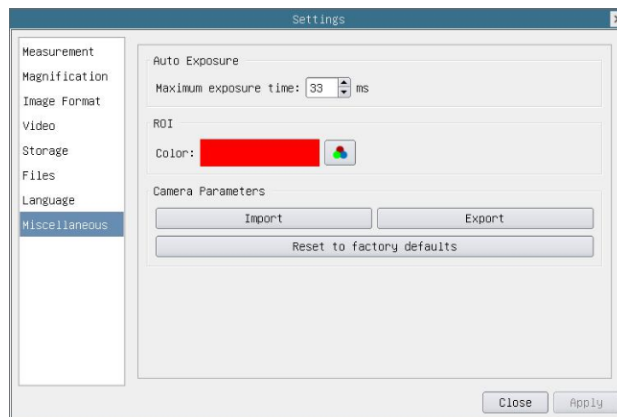 Settings
Measurement
Magnification
Image Format
Video
Storage
Files
Language
Miscellaneous
Auto Exposure
Maximum exposure time: 33 ms
ROI
Color:
Camera Parameters
Import Export
Reset to factory defaults
Close Apply